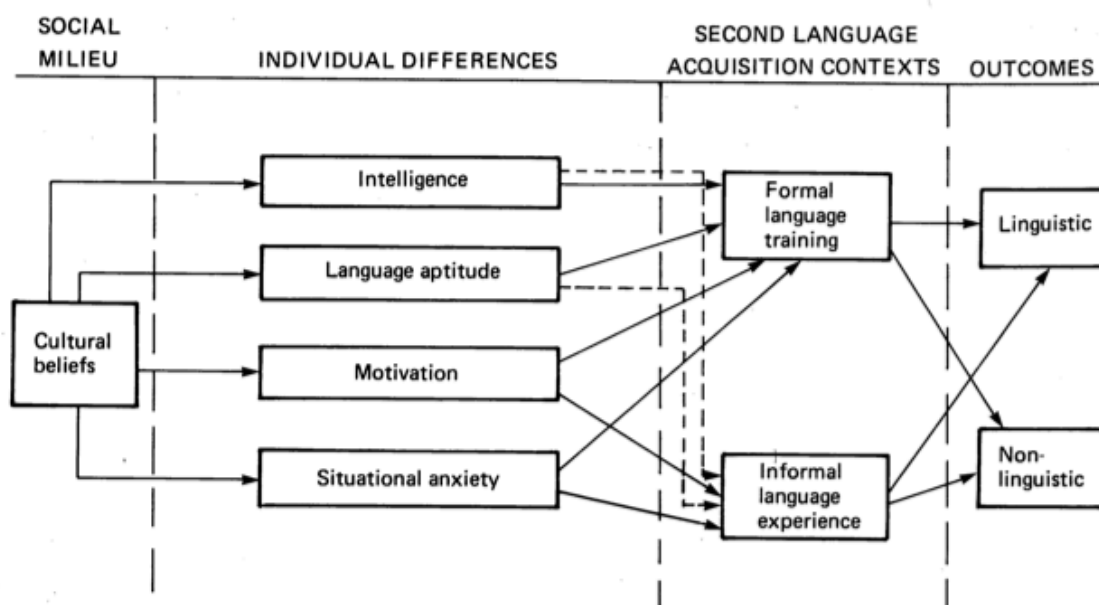 SOCIAL
MILIEU
INDIVIDUAL DIFFERENCES
SECOND LANGUAGE
ACQUISITION CONTEXTS
OUTCOMES
Intelligence
Language aptitude
Motivation
Situational anxiety
Cultural
beliefs
Formal
language
training
Informal
language
experience
Linguistic
Non-
linguistic